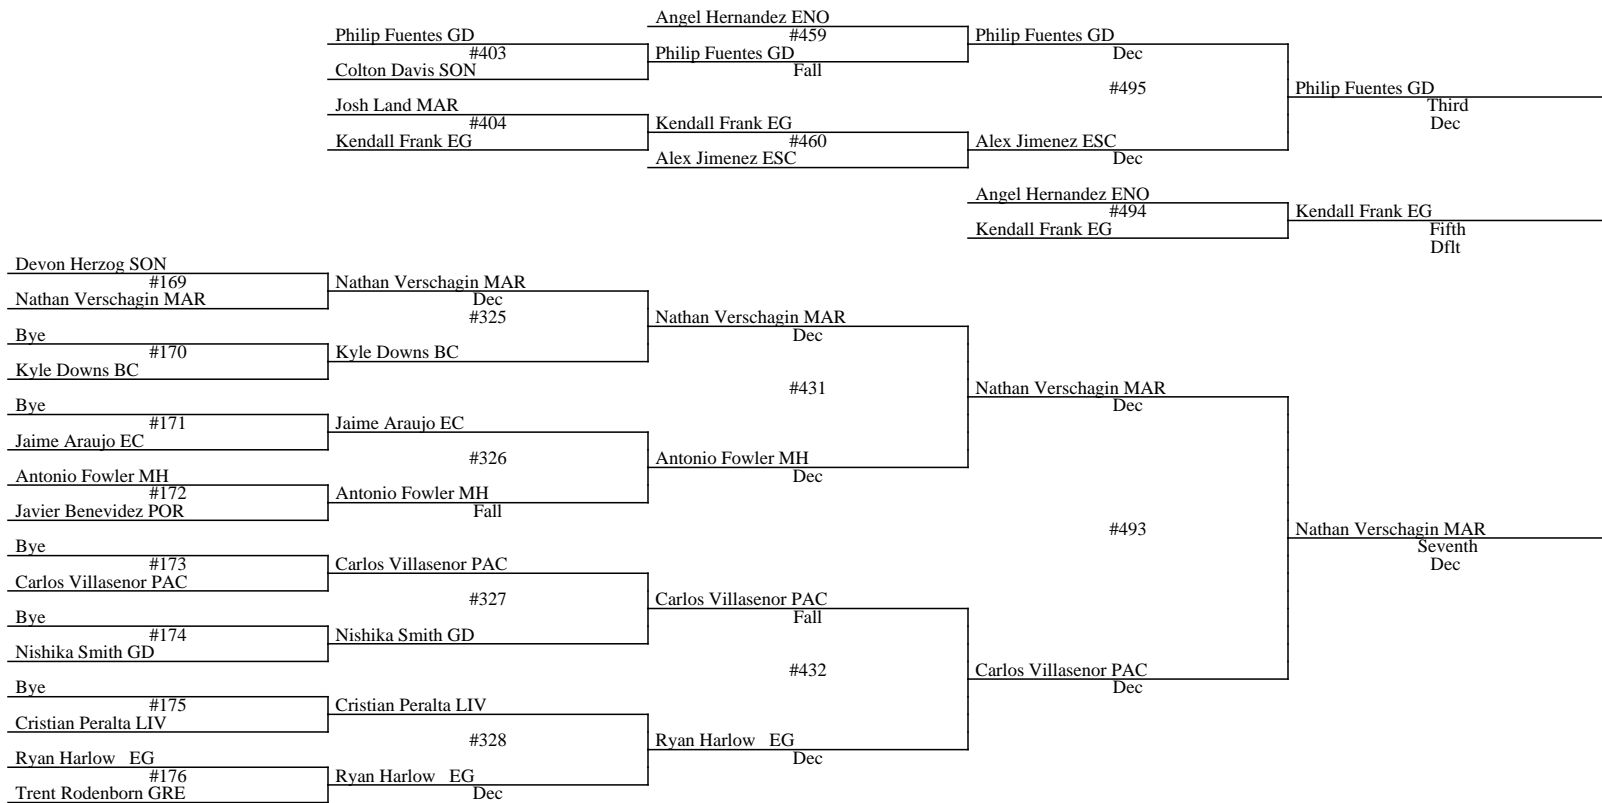 Angel Hernandez ENO
Philip Fuentes GD
#459
Philip Fuentes GD
#403
Philip Fuentes GD
Dec
Colton Davis SON
Fall
#495
Philip Fuentes GD
Josh Land MAR
Third
#404
Kendall Frank EG
Dec
Kendall Frank EG
#460
Alex Jimenez ESC
Alex Jimenez ESC
Dec
Angel Hernandez ENO
#494
Kendall Frank EG
Kendall Frank EG
Fifth
Dflt
Devon Herzog SON
#169
Nathan Verschagin MAR
Nathan Verschagin MAR
Dec
#325
Nathan Verschagin MAR
Bye
Dec
#170
Kyle Downs BC
Kyle Downs BC
#431
Nathan Verschagin MAR
Bye
Dec
#171
Jaime Araujo EC
Jaime Araujo EC
#326
Antonio Fowler MH
Antonio Fowler MH
Dec
#172
Antonio Fowler MH
Javier Benevidez POR
Fall
#493
Nathan Verschagin MAR
Bye
Seventh
#173
Carlos Villasenor PAC
Dec
Carlos Villasenor PAC
#327
Carlos Villasenor PAC
Bye
Fall
#174
Nishika Smith GD
Nishika Smith GD
#432
Carlos Villasenor PAC
Bye
Dec
#175
Cristian Peralta LIV
Cristian Peralta LIV
#328
Ryan Harlow   EG
Ryan Harlow   EG
Dec
#176
Ryan Harlow   EG
Trent Rodenborn GRE
Dec